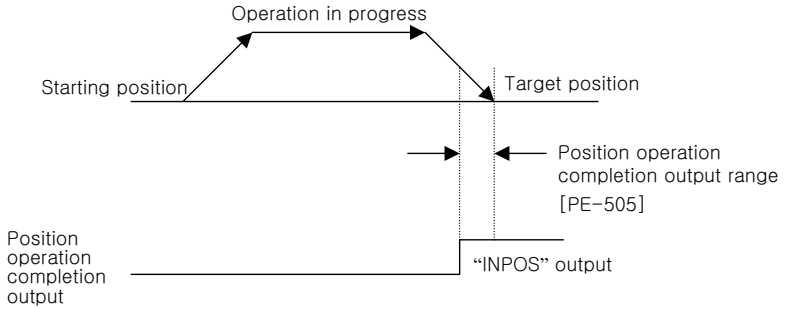 Operation in progress
Starting position
Target position
Position operation
completion output range
[PE-505]
Position
operation
completion
output
“INPOS” output